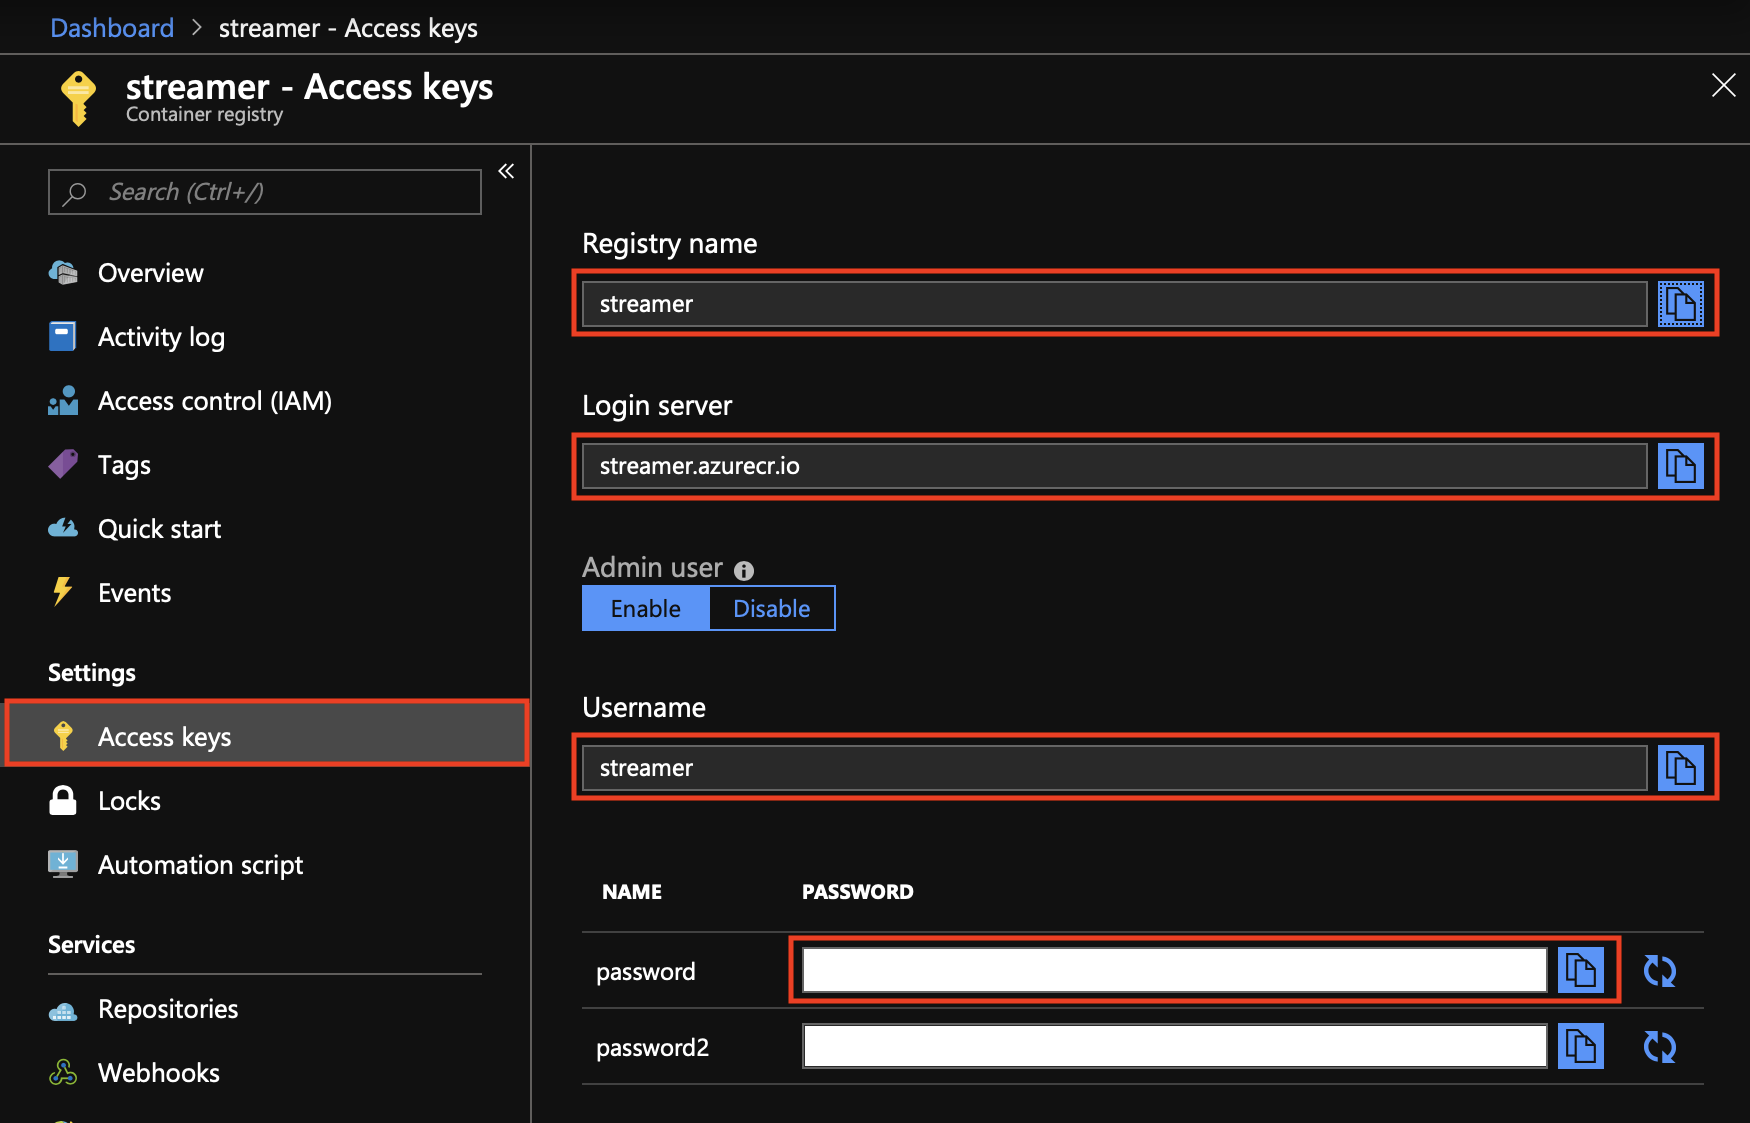 Dashboard > streamer - Access keys
streamer - Access keys
Container registry
Search (Ctrl+/)
«
Overview
Activity log
Access control (IAM)
Tags
Quick start
Events
Settings
Access keys
Locks
Automation script
Services
Repositories
Webhooks
Registry name
streamer
Login server
streamer.azurecr.io
Admin user
Enable Disable
Username
streamer
NAME PASSWORD
password
password2